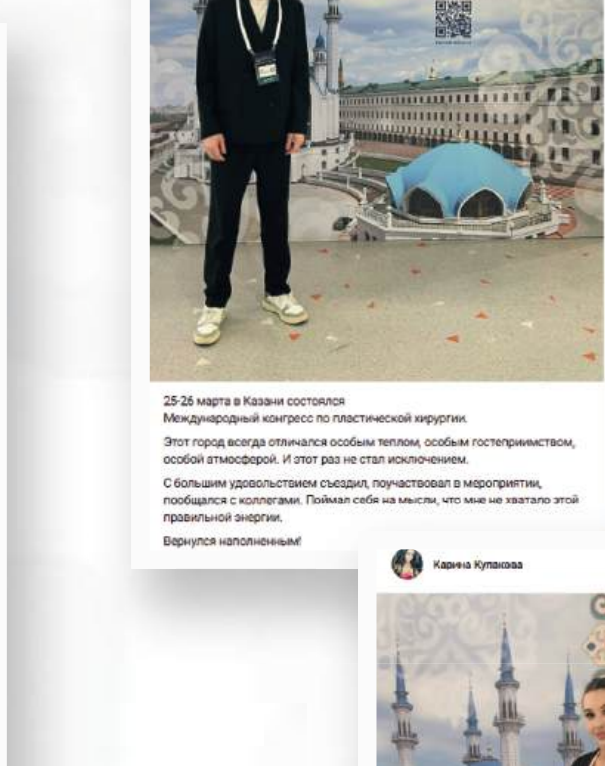 25-26 марта в Казани состоялся
Международный конгресс по пластической хирургии.
Этот город всегда отличался особым теплом, особым гостеприимством,
особой атмосферой. И этот раз не стал исключением.
С большим удовольствием съездил, поучаствовал в мероприятии,
пообщался с коллегами. Поймал себя на мысли, что мне не хватало этой
правильной энергии.
Вернулся наполненным!
Карина Кулакова